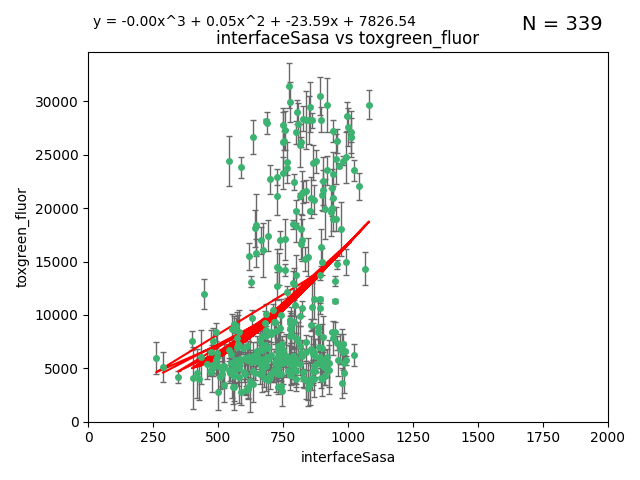 y = -0.00x^3 + 0.05x^2 + -23.59x + 7826.54
N = 339
interfaceSasa vs toxgreen_fluor
30000
25000
20000
15000
10000
5000
0
toxgreen_fluor
0 250 500 750 1000 1250 1500 1750 2000
interfaceSasa